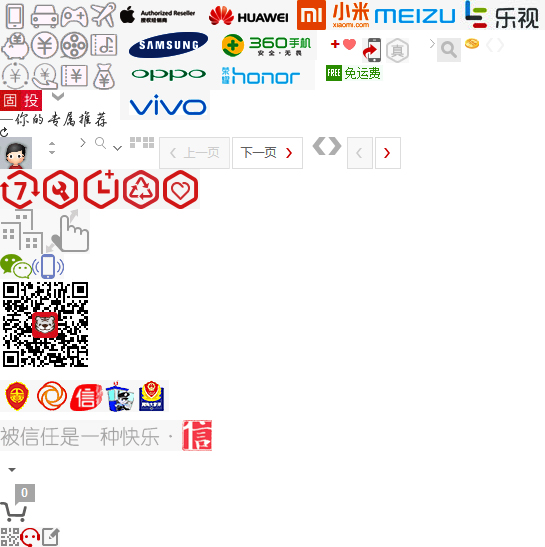 Apple Authorised Reseller
授权经销商
HUAWEI
mi
小米
xiaomi.com
MEIZU
乐视
SAMSUNG
360手机
安全·无畏
真
oppo
荣耀 honor
FREE 免运费
固投
vivo
—你的专属推荐
上一页
下一页
7
信
被信任是一种快乐·信
0